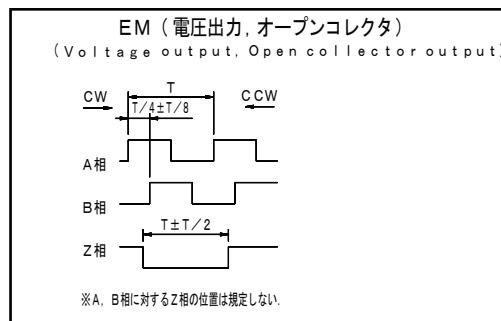 EM（電圧出力,オープンコレクタ）
(Voltage output, Open collector output)
CW T CCW
T/4±T/8
A相
B相
T±T/2
Z相
※A, B相に対するZ相の位置は規定しない.